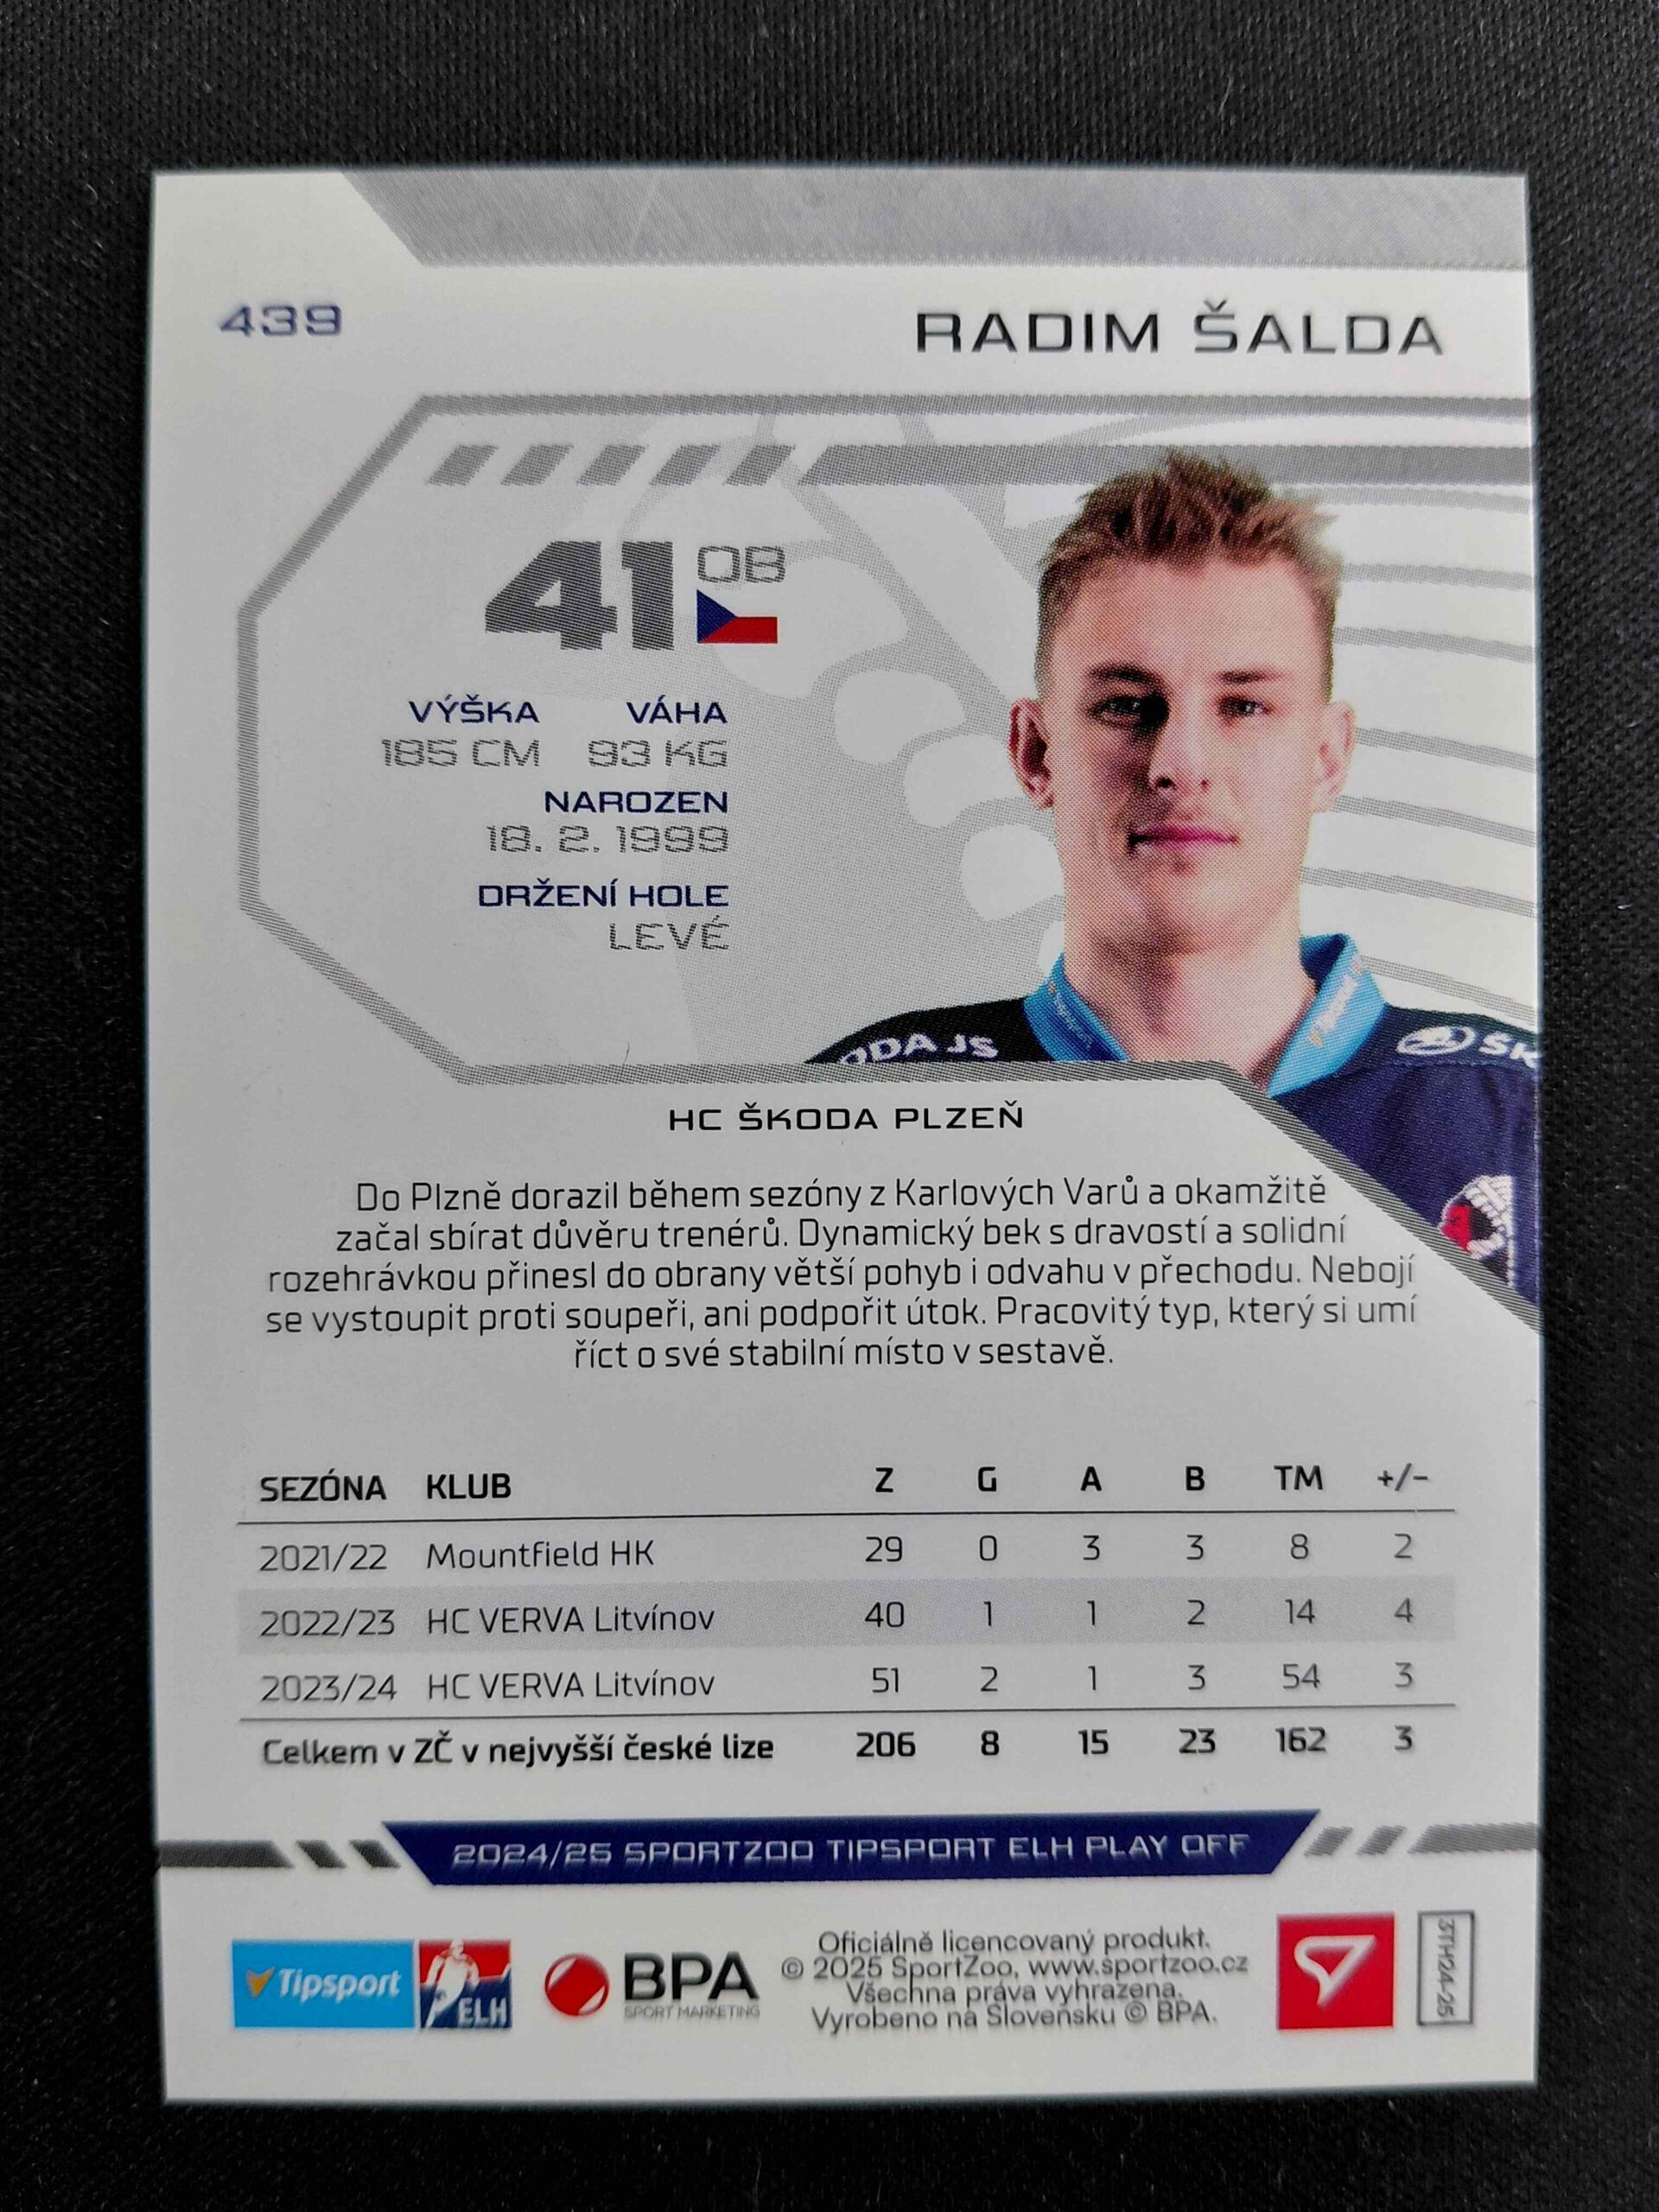 439
RADIM ŠALDA
41 OB
VÝŠKA VÁHA
185 CM 93 KG
NAROZEN
18. 2. 1999
DRŽENÍ HOLE
LEVÉ
ODA JS
ŠK
HC ŠKODA PLZEŇ
Do Plzně dorazil během sezóny z Karlových Varů a okamžitě
začal sbírat důvěru trenérů. Dynamický bek s dravostí a solidní
rozehrávkou přinesl do obrany větší pohyb i odvahu v přechodu. Nebojí
se vystoupit proti soupeři, ani podpořit útok. Pracovitý typ, který si umí
říct o své stabilní místo v sestavě.
SEZÓNA KLUB Z G A B TM +/-
2021/22 Mountfield HK 29 0 3 3 8 2
2022/23 HC VERVA Litvínov 40 1 1 2 14 4
2023/24 HC VERVA Litvínov 51 2 1 3 54 3
Celkem v ZČ v nejvyšší české lize 206 8 15 23 162 3
2024/25 SPORTZOO TIPSPORT ELH PLAY OFF
Tipsport ELH
BPA
SPORT MARKETING
Oficiálně licencovaný produkt.
© 2025 SportZoo, www.sportzoo.cz
Všechna práva vyhrazena.
Vyrobeno na Slovensku © BPA.
3TH24-25